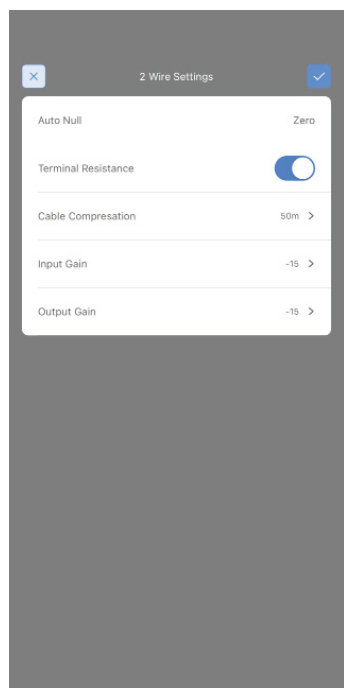 2 Wire Settings
Auto Null Zero
Terminal Resistance
Cable Compresation 50m
Input Gain -15
Output Gain -15